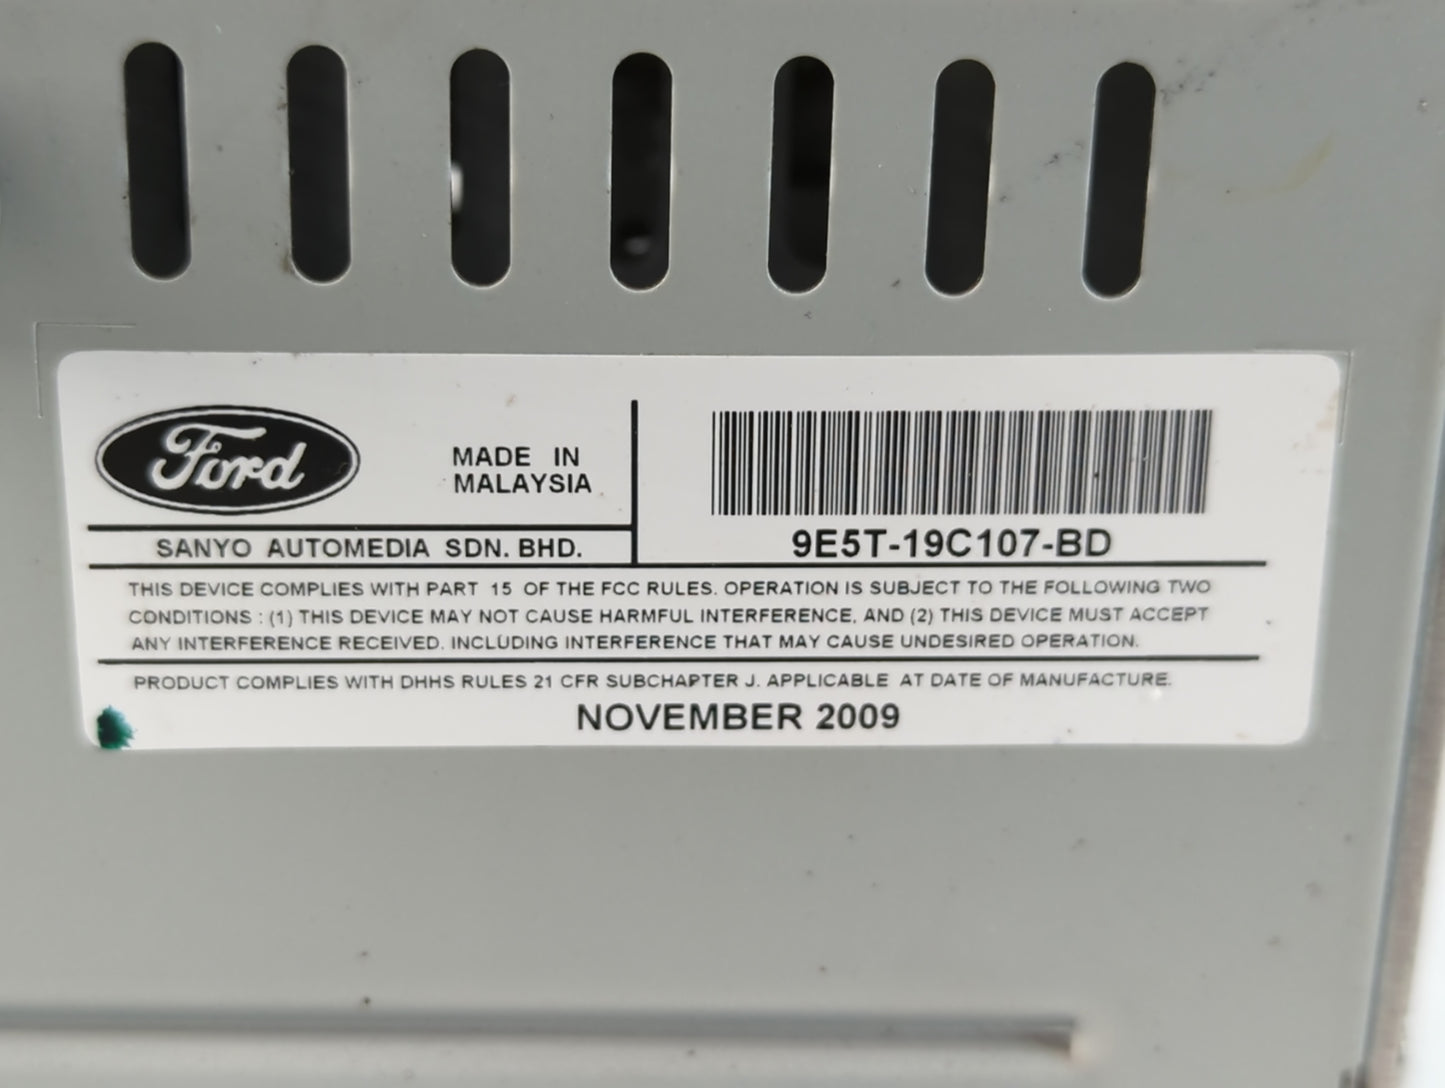 Ford
MADE IN
MALAYSIA
SANYO AUTOMEDIA SDN. BHD.
9E5T-19C107-BD
THIS DEVICE COMPLIES WITH PART 15 OF THE FCC RULES. OPERATION IS SUBJECT TO THE FOLLOWING TWO
CONDITIONS : (1) THIS DEVICE MAY NOT CAUSE HARMFUL INTERFERENCE, AND (2) THIS DEVICE MUST ACCEPT
ANY INTERFERENCE RECEIVED. INCLUDING INTERFERENCE THAT MAY CAUSE UNDESIRED OPERATION.
PRODUCT COMPLIES WITH DHHS RULES 21 CFR SUBCHAPTER J. APPLICABLE AT DATE OF MANUFACTURE.
NOVEMBER 2009